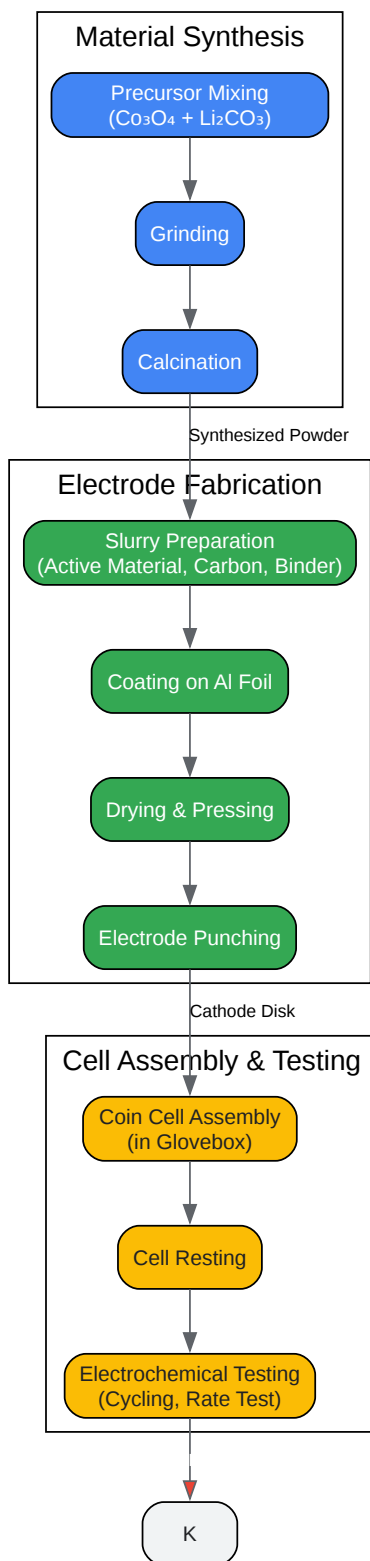 Material Synthesis
Precursor Mixing
(Co₃O₄ + Li₂CO₃)
Grinding
Calcination
Synthesized Powder
Electrode Fabrication
Slurry Preparation
(Active Material, Carbon, Binder)
Coating on Al Foil
Drying & Pressing
Electrode Punching
Cathode Disk
Cell Assembly & Testing
Coin Cell Assembly
(in Glovebox)
Cell Resting
Electrochemical Testing
(Cycling, Rate Test)
K